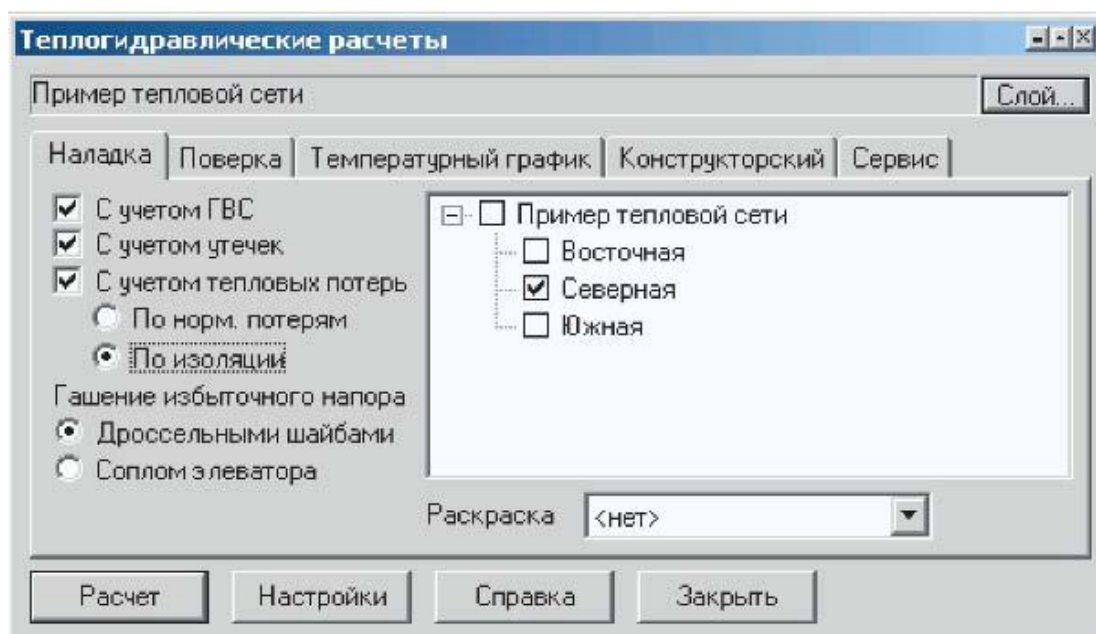 Теплогидравлические расчеты
Пример тепловой сети
Слой...
Наладка Поверка Температурный график Конструкторский Сервис
С учетом ГВС
С учетом утечек
С учетом тепловых потерь
По норм. потерям
По изоляции
Гашение избыточного напора
Дроссельными шайбами
Соплом элеватора
Пример тепловой сети
Восточная
Северная
Южная
Раскраска <нет>
Расчет Настройки Справка Закрыть